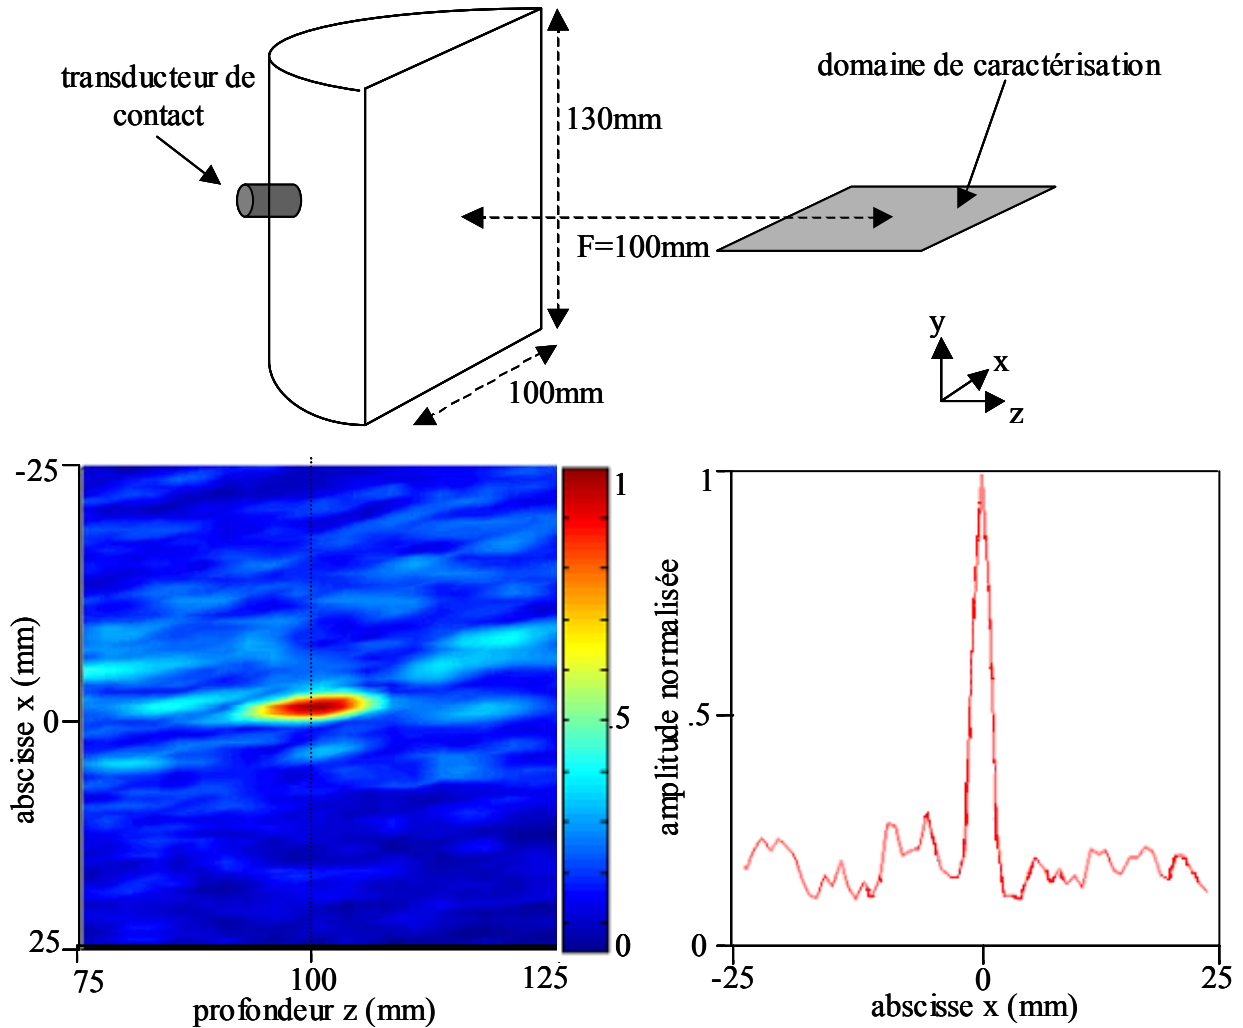 transducteur de
contact
130mm
domaine de caractérisation
F=100mm
100mm
y
x
z
-25
0
25
abscisse x (mm)
75
100
125
profondeur z (mm)
1
.5
0
1
.5
0
amplitude normalisée
-25
0
25
abscisse x (mm)